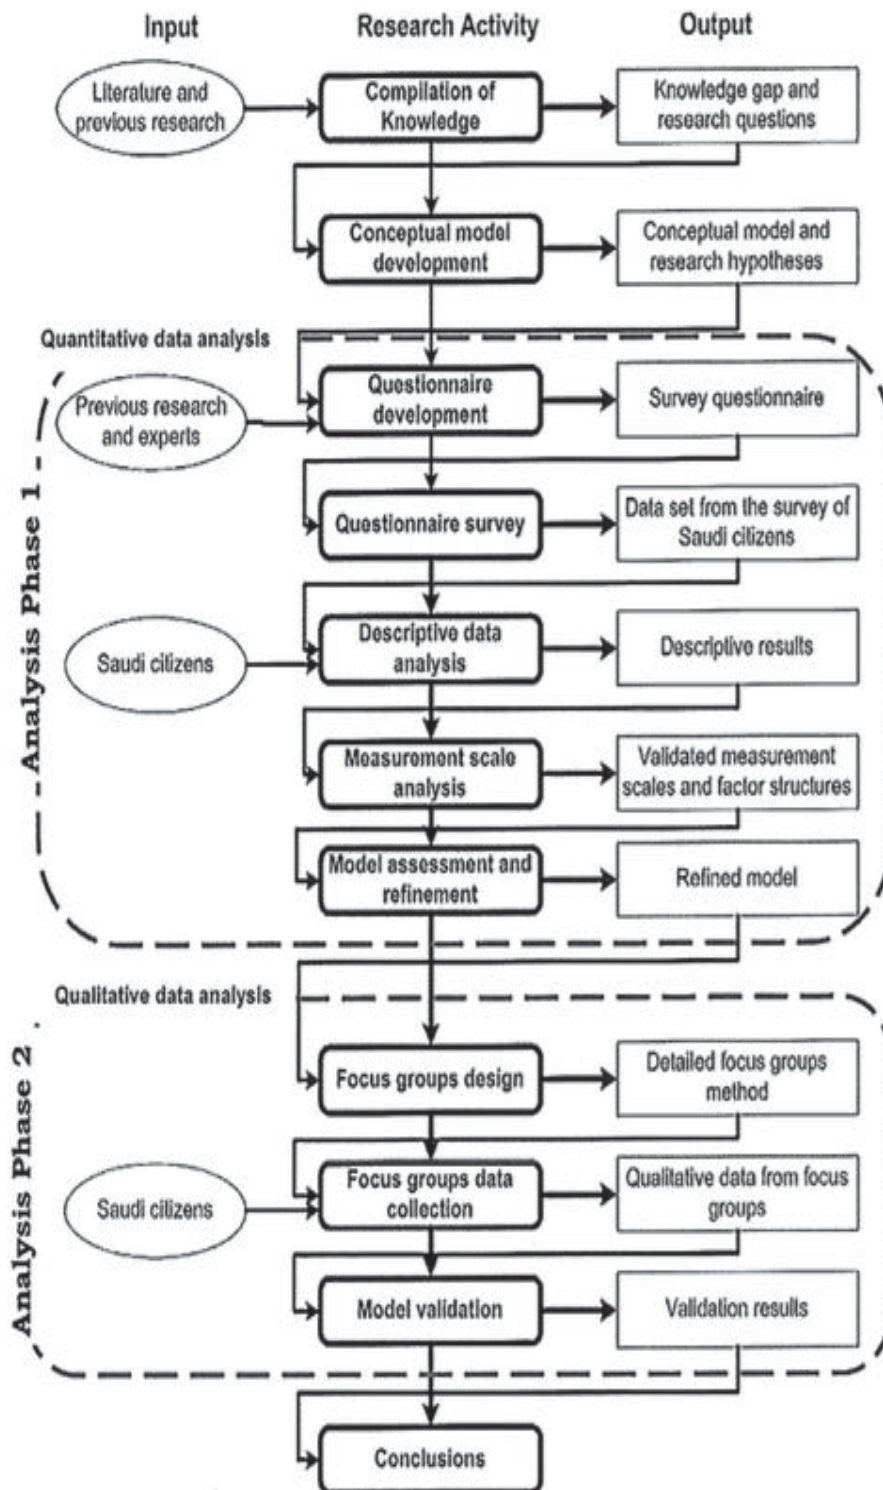 Input
Research Activity
Output
Literature and
previous research
Compilation of
Knowledge
Knowledge gap and
research questions
Conceptual model
development
Conceptual model and
research hypotheses
Quantitative data analysis
Analysis Phase 1
Previous research
and experts
Questionnaire
development
Survey questionnaire
Questionnaire survey
Data set from the survey of
Saudi citizens
Saudi citizens
Descriptive data
analysis
Descriptive results
Measurement scale
analysis
Validated measurement
scales and factor structures
Model assessment and
refinement
Refined model
Qualitative data analysis
Analysis Phase 2
Focus groups design
Detailed focus groups
method
Saudi citizens
Focus groups data
collection
Qualitative data from focus
groups
Model validation
Validation results
Conclusions